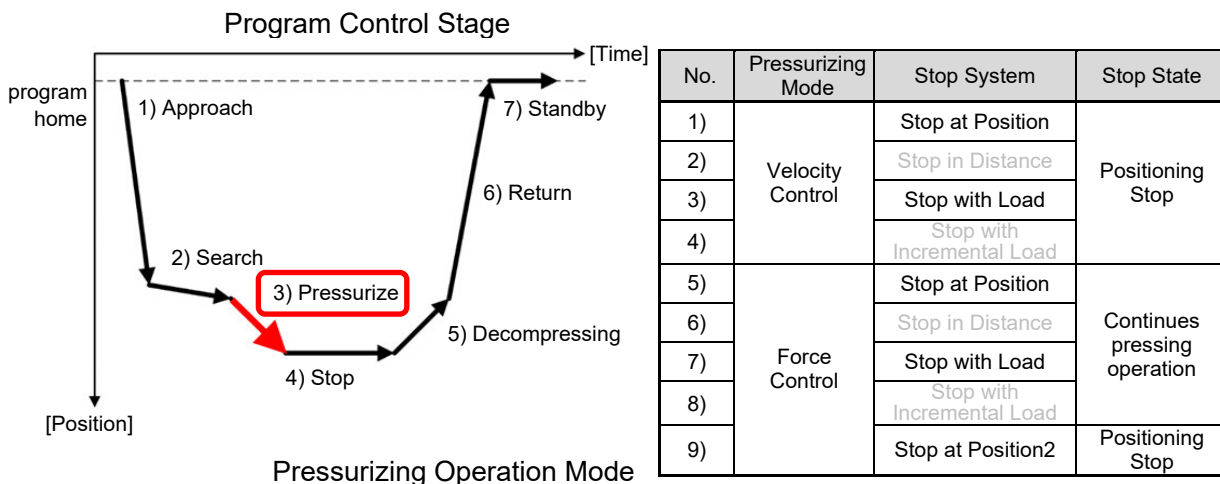 Program Control Stage
[Time]
program
home
1) Approach
7) Standby
6) Return
2) Search
3) Pressurize
5) Decompressing
4) Stop
[Position]
Pressurizing Operation Mode
No.
Pressurizing
Mode
Stop System
Stop State
1)
Velocity
Control
Stop at Position
Positioning
Stop
2)
Stop in Distance
3)
Stop with Load
4)
Stop with
Incremental Load
5)
Force
Control
Stop at Position
Continues
pressing
operation
6)
Stop in Distance
7)
Stop with Load
8)
Stop with
Incremental Load
9)
Stop at Position2
Positioning
Stop